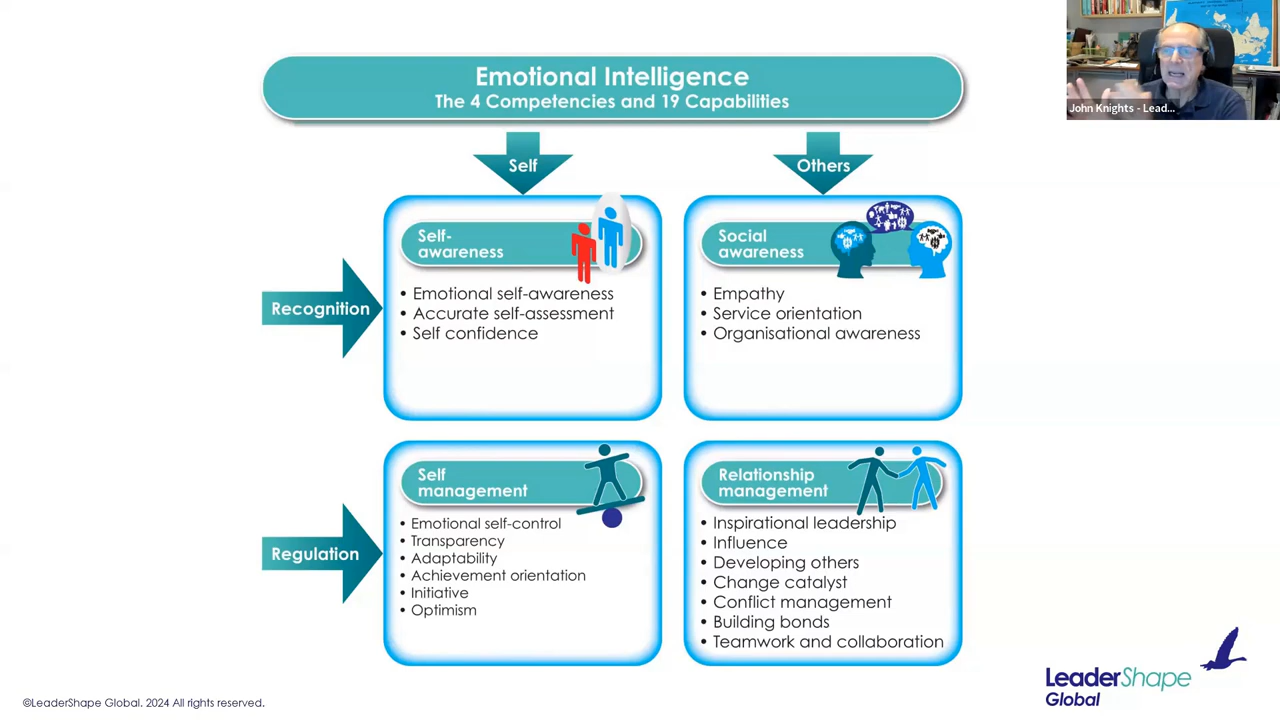 John Knights - Lead...
Emotional Intelligence
The 4 Competencies and 19 Capabilities
Self
Others
Recognition
Self-
awareness
• Emotional self-awareness
• Accurate self-assessment
• Self confidence
Social
awareness
• Empathy
• Service orientation
• Organisational awareness
Regulation
Self
management
• Emotional self-control
• Transparency
• Adaptability
• Achievement orientation
• Initiative
• Optimism
Relationship
management
• Inspirational leadership
• Influence
• Developing others
• Change catalyst
• Conflict management
• Building bonds
• Teamwork and collaboration
LeaderShape
Global
©LeaderShape Global. 2024 All rights reserved.